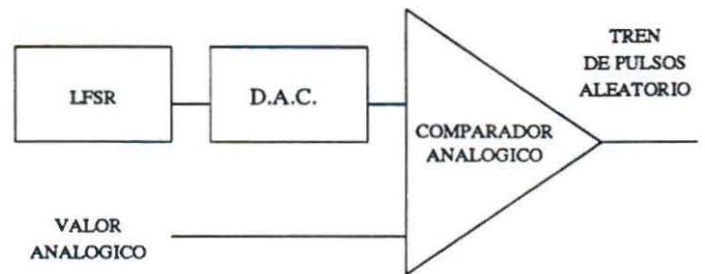 LFSR
D.A.C.
COMPARADOR
ANALOGICO
TREN
DE PULSOS
ALEATORIO
VALOR
ANALOGICO